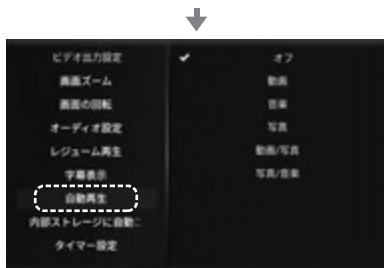 ビデオ出力設定
画面ズーム
画面の回転
オーディオ設定
レジューム再生
字幕表示
自動再生
内部ストレージに自動コ
タイマー設定
オフ
動画
音楽
写真
動画/写真
写真/音楽